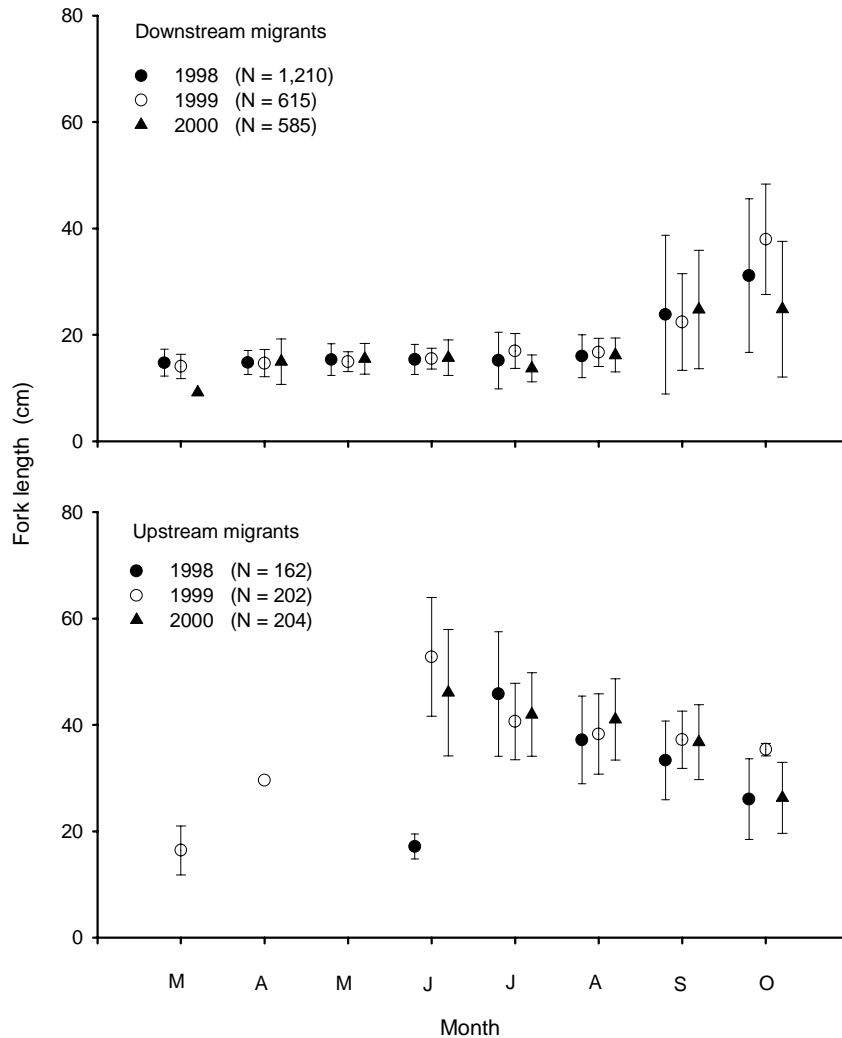 80
Downstream migrants
● 1998 (N = 1,210)
○ 1999 (N = 615)
▲ 2000 (N = 585)
60
40
20
0
Fork length (cm)
80
Upstream migrants
● 1998 (N = 162)
○ 1999 (N = 202)
▲ 2000 (N = 204)
60
40
20
0
M A M J J A S O
Month